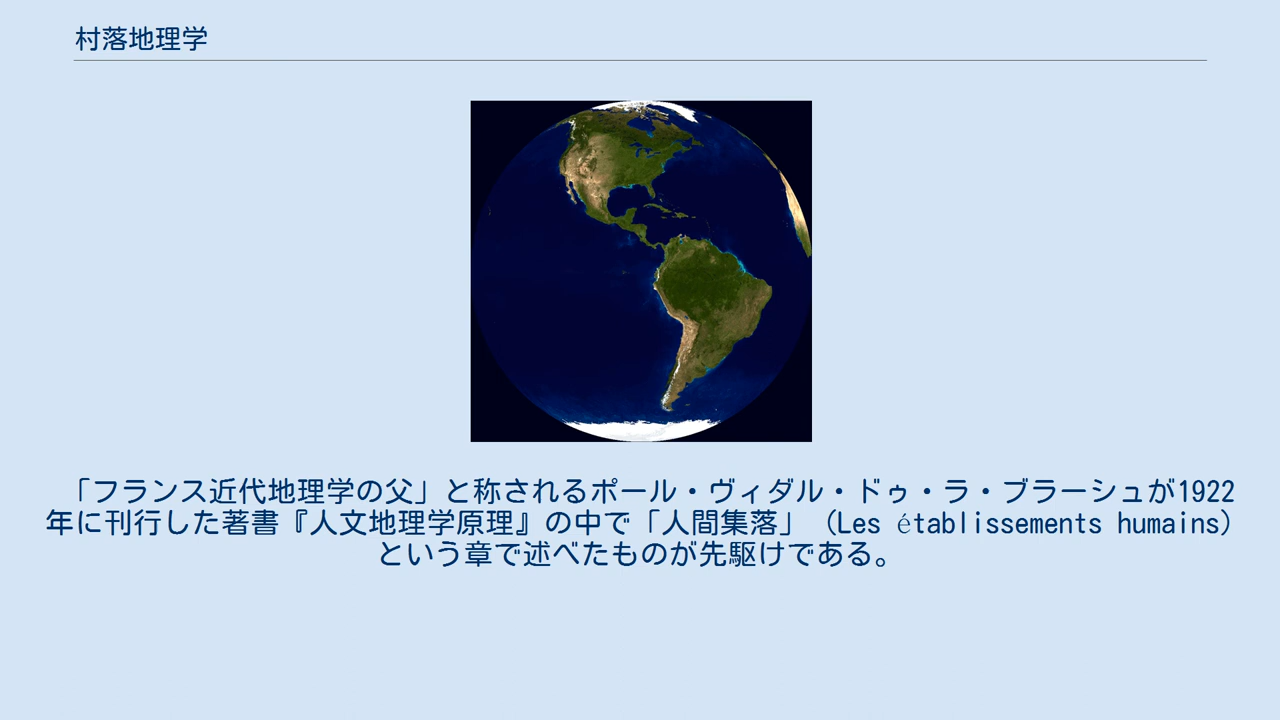 村落地理学
「フランス近代地理学の父」と称されるポール・ヴィダル・ドゥ・ラ・ブラーシュが1922
年に刊行した著書『人文地理学原理』の中で「人間集落」（Les établissements humains）
という章で述べたものが先駆けである。